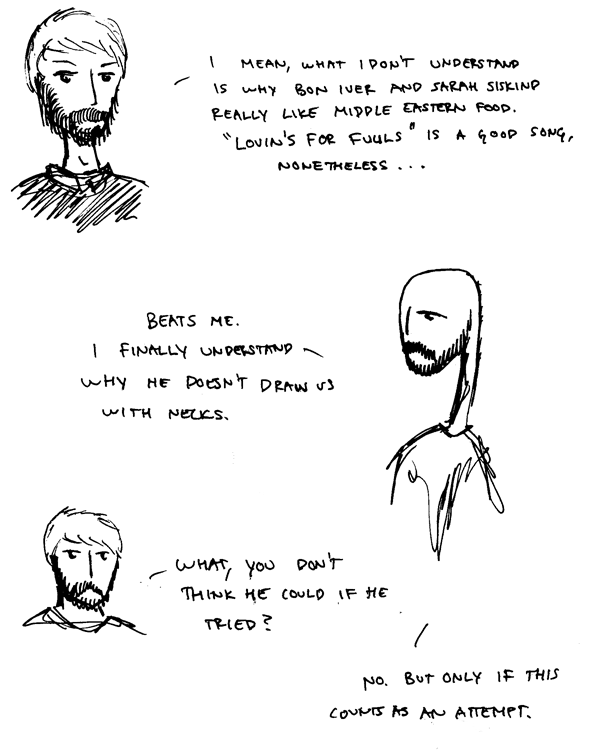 I MEAN, WHAT I DON'T UNDERSTAND
IS WHY BON IVER AND SARAH SISKIND
REALLY LIKE MIDDLE EASTERN FOOD.
"LOVIN'S FOR FUULS" IS A GOOD SONG,
NONETHELESS...
BEATS ME.
I FINALLY UNDERSTAND
WHY HE DOESN'T DRAW US
WITH NECKS.
WHAT, YOU DON'T
THINK HE COULD IF HE
TRIED?
NO. BUT ONLY IF THIS
COUNTS AS AN ATTEMPT.